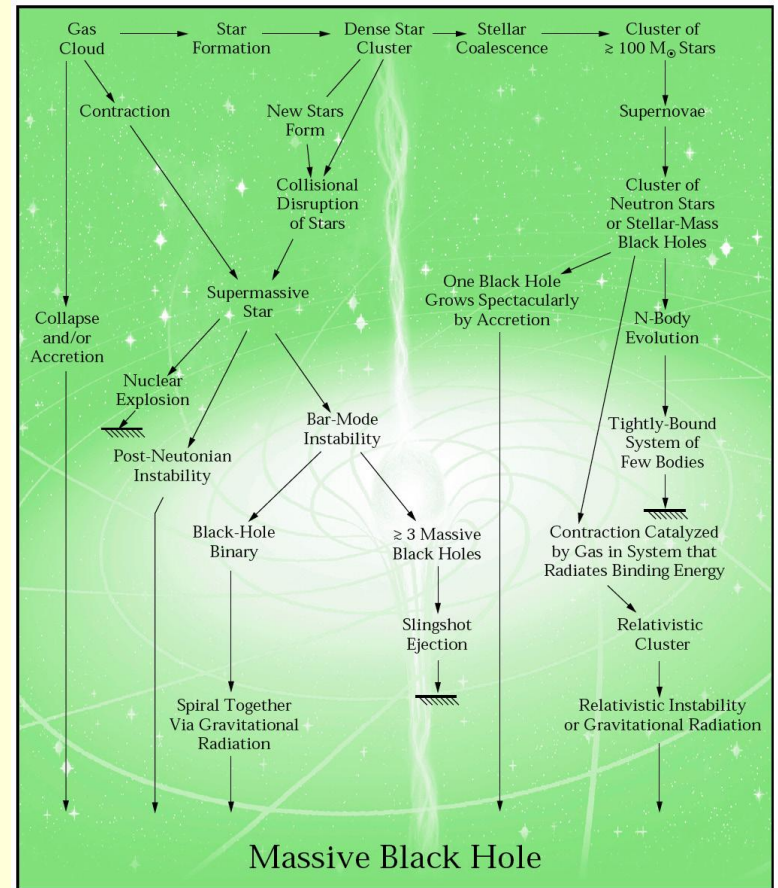 Gas
Cloud
Star
Formation
Dense Star
Cluster
Stellar
Coalescence
Cluster of
≳ 100 M⊙ Stars
Contraction
New Stars
Form
Supernovae
Collisional
Disruption
of Stars
Cluster of
Neutron Stars
or Stellar-Mass
Black Holes
Supermassive
Star
One Black Hole
Grows Spectacularly
by Accretion
Collapse
and/or
Accretion
N-Body
Evolution
Nuclear
Explosion
Bar-Mode
Instability
Tightly-Bound
System of
Few Bodies
Post-Neutonian
Instability
Black-Hole
Binary
≳ 3 Massive
Black Holes
Contraction Catalyzed
by Gas in System that
Radiates Binding Energy
Slingshot
Ejection
Relativistic
Cluster
Spiral Together
Via Gravitational
Radiation
Relativistic Instability
or Gravitational Radiation
Massive Black Hole